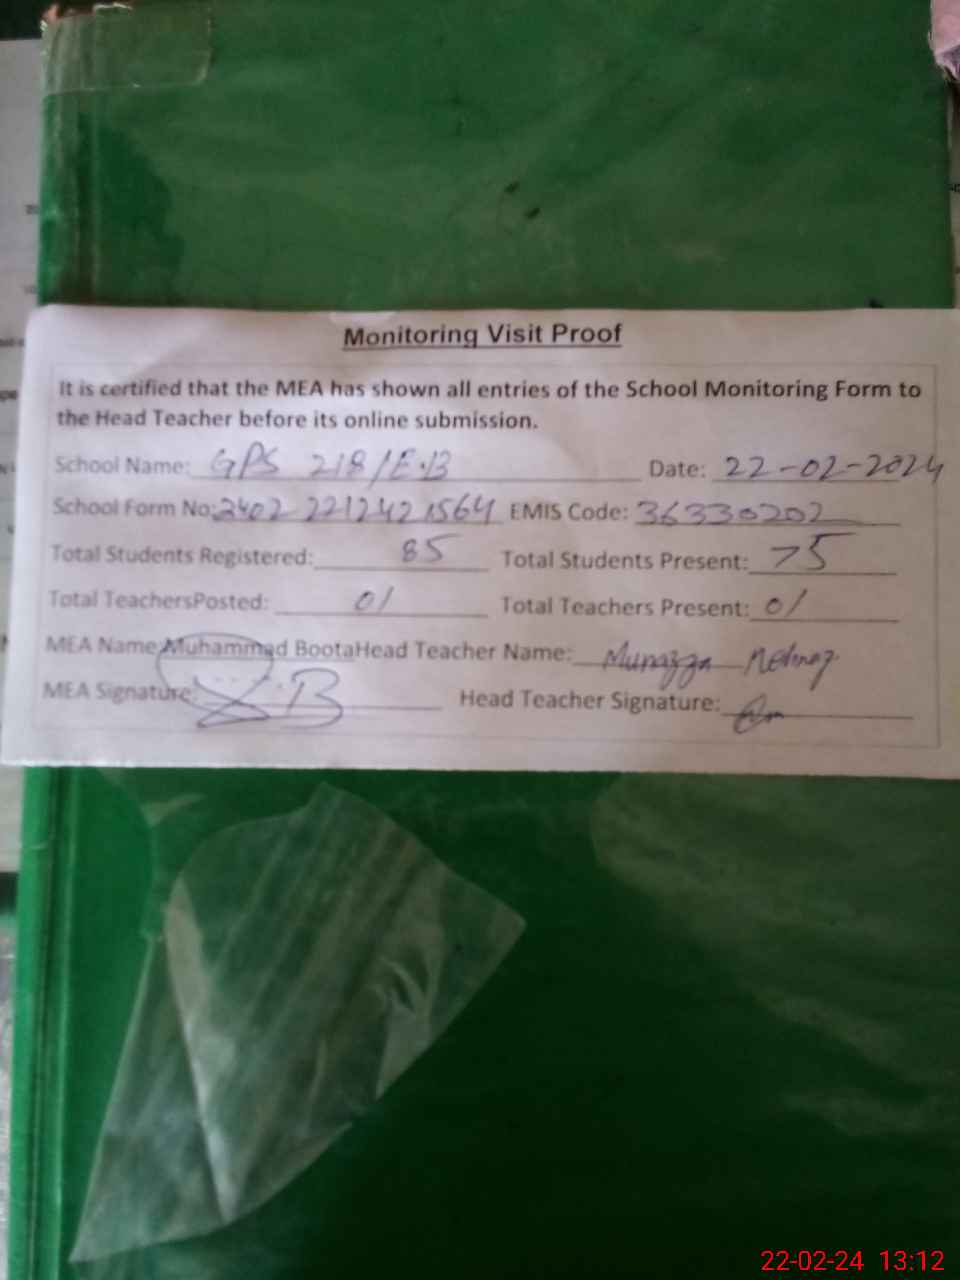 Monitoring Visit Proof
It is certified that the MEA has shown all entries of the School Monitoring Form to
the Head Teacher before its online submission.
School Name: GPS 218/E.B Date: 22-02-2024
School Form No: 2402 2212421564 EMIS Code: 36330202
Total Students Registered: 85 Total Students Present: 75
Total TeachersPosted: 01 Total Teachers Present: 01
MEA Name: Muhammad Boota Head Teacher Name: Munazza Mehnaz
MEA Signature: Head Teacher Signature:
22-02-24 13:12